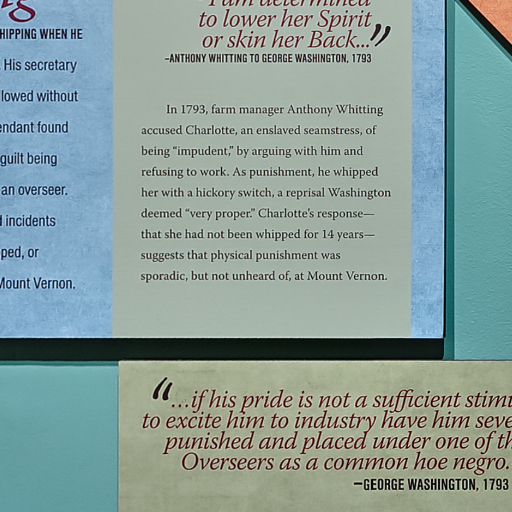 "I am determined
to lower her Spirit
or skin her Back..."
–ANTHONY WHITTING TO GEORGE WASHINGTON, 1793
HIPPING WHEN HE
His secretary
lowed without
endant found
guilt being
an overseer.
incidents
ped, or
Mount Vernon.
In 1793, farm manager Anthony Whitting
accused Charlotte, an enslaved seamstress, of
being "impudent," by arguing with him and
refusing to work. As punishment, he whipped
her with a hickory switch, a reprisal Washington
deemed "very proper." Charlotte's response—
that she had not been whipped for 14 years—
suggests that physical punishment was
sporadic, but not unheard of, at Mount Vernon.
"...if his pride is not a sufficient stimu
to excite him to industry have him seve
punished and placed under one of th
Overseers as a common hoe negro.
–GEORGE WASHINGTON, 1793